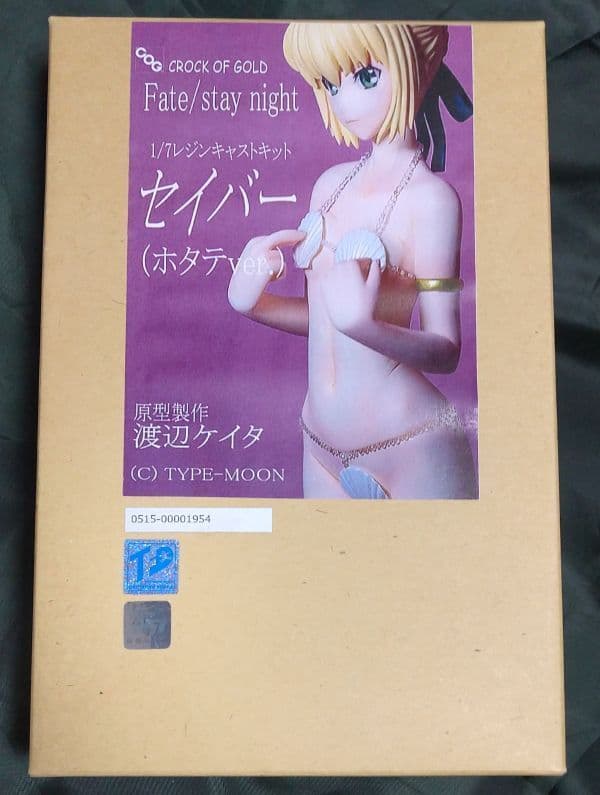 COG CROCK OF GOLD
Fate/stay night
1/7レジンキャストキット
セイバー
(ホタテver.)
原型製作
渡辺ケイタ
(C) TYPE-MOON
0515-00001954